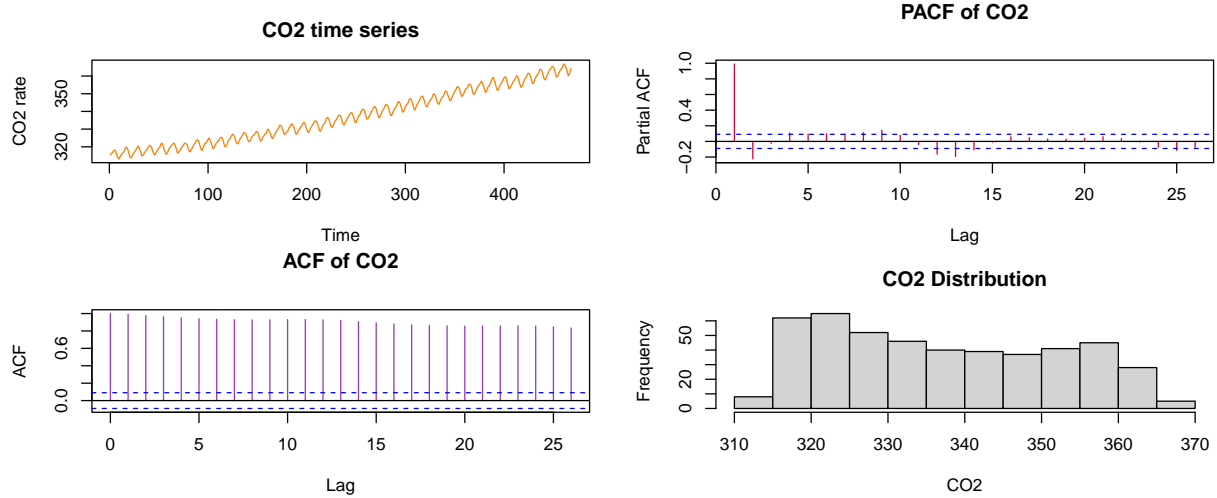 CO2 time series
CO2 rate
350
320
0 100 200 300 400
Time
PACF of CO2
Partial ACF
1.0
0.4
−0.2
0 5 10 15 20 25
Lag
ACF of CO2
ACF
0.6
0.0
0 5 10 15 20 25
Lag
CO2 Distribution
Frequency
50
20
0
310 320 330 340 350 360 370
CO2